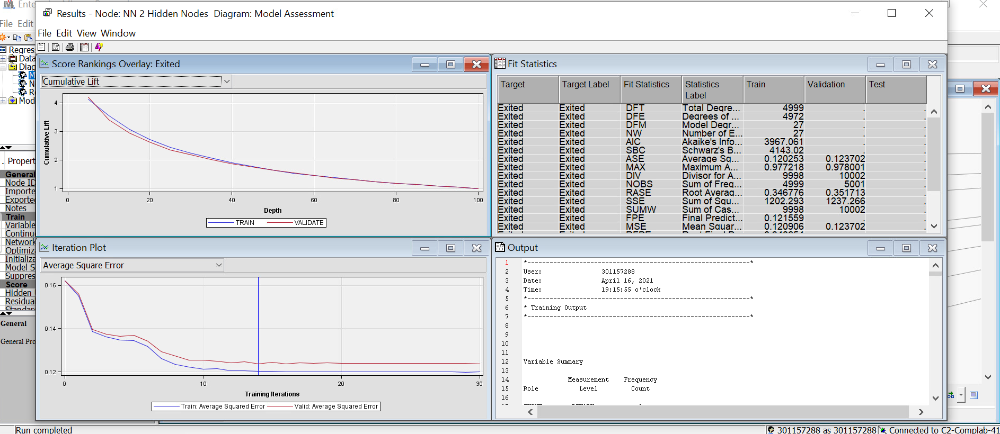 Results - Node: NN 2 Hidden Nodes Diagram: Model Assessment
File Edit View Window
File Edit
Regres
Data
Diag
M
N
R
Mod
. Propert
General
Node ID
Importe
Exported
Notes
Train
Variable
Continu
Network
Optimiz
Initializa
Model S
Suppres
Score
Hidden
Residua
Standar
General
General Pro
Score Rankings Overlay: Exited
Cumulative Lift
Cumulative Lift
4
3
2
1
0 20 40 60 80 100
Depth
TRAIN VALIDATE
Fit Statistics
Target Target Label Fit Statistics Statistics Label Train Validation Test
Exited Exited DFT Total Degre... 4999 . .
Exited Exited DFE Degrees of ... 4972 . .
Exited Exited DFM Model Degr... 27 . .
Exited Exited NW Number of E... 27 . .
Exited Exited AIC Akaike's Info... 3967.061 . .
Exited Exited SBC Schwarz's B... 4143.02 . .
Exited Exited ASE Average Sq... 0.120253 0.123702 .
Exited Exited MAX Maximum A... 0.977218 0.978001 .
Exited Exited DIV Divisor for A... 9998 10002 .
Exited Exited NOBS Sum of Freq... 4999 5001 .
Exited Exited RASE Root Averag... 0.346776 0.351713 .
Exited Exited SSE Sum of Squ... 1202.293 1237.266 .
Exited Exited SUMW Sum of Cas... 9998 10002 .
Exited Exited FPE Final Predict... 0.121559 . .
Exited Exited MSE Mean Squar... 0.120906 0.123702 .
Iteration Plot
Average Square Error
0.16
0.14
0.12
0 10 20 30
Training Iterations
Train: Average Squared Error Valid: Average Squared Error
Output
1 *------------------------------------------------------------*
2 User: 301157288
3 Date: April 16, 2021
4 Time: 19:15:55 o'clock
5 *------------------------------------------------------------*
6 * Training Output
7 *------------------------------------------------------------*
8
9
10
11
12 Variable Summary
13
14 Measurement Frequency
15 Role Level Count
16
Run completed
301157288 as 301157288 Connected to C2-Complab-41